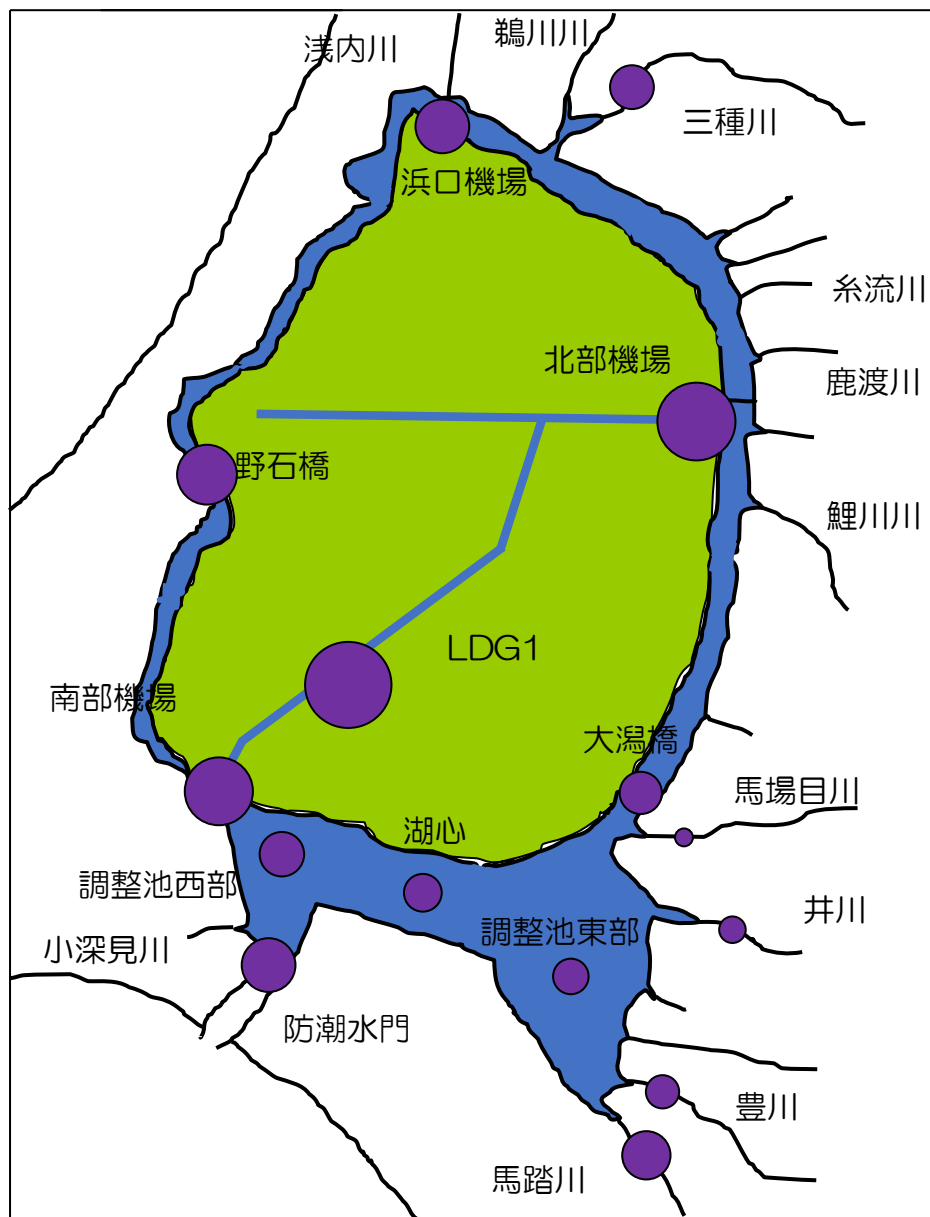 鵜川川
浅内川
三種川
浜口機場
糸流川
北部機場
鹿渡川
野石橋
鯉川川
LDG1
南部機場
大潟橋
馬場目川
湖心
調整池西部
井川
調整池東部
小深見川
防潮水門
豊川
馬踏川